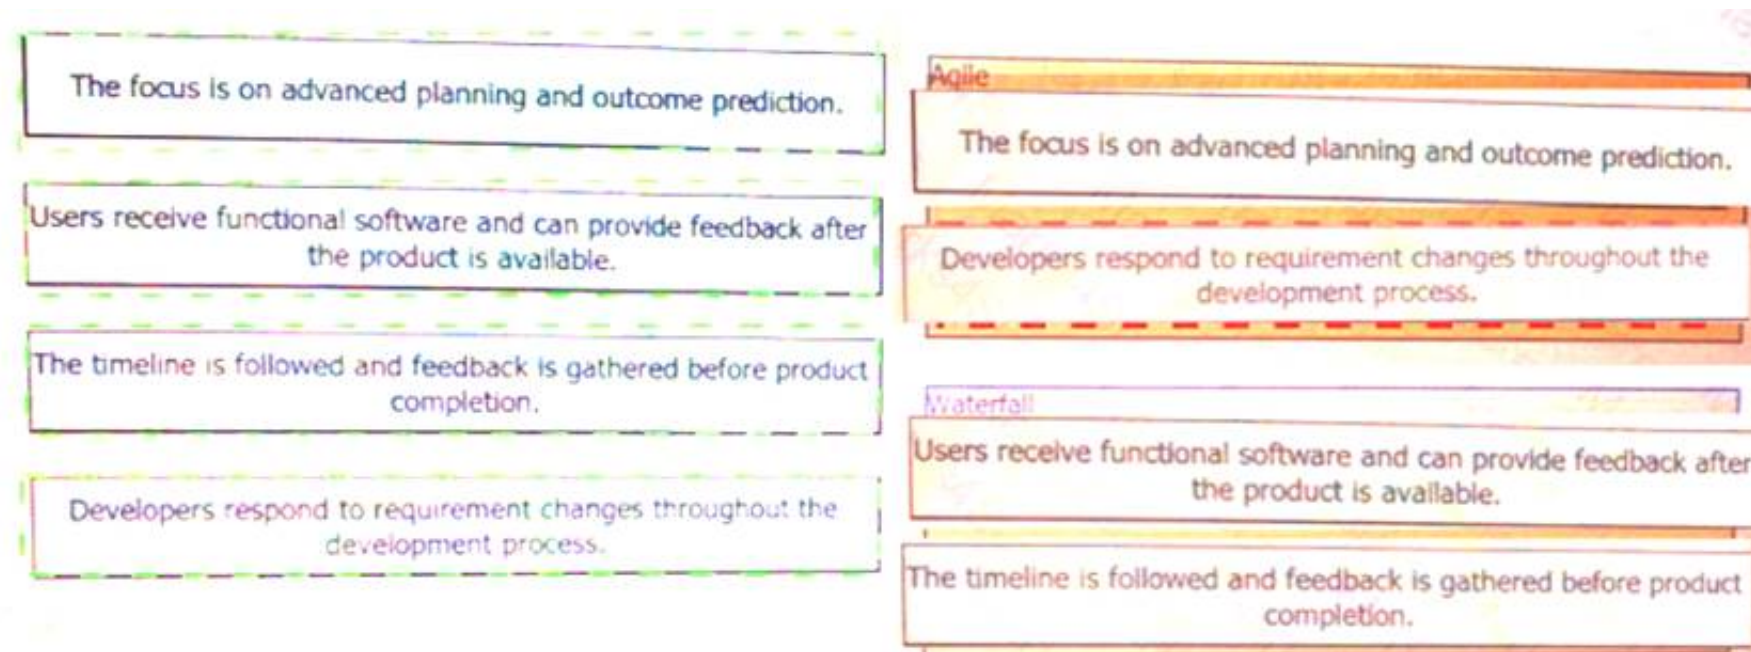 The focus is on advanced planning and outcome prediction.
Users receive functional software and can provide feedback after
the product is available.
The timeline is followed and feedback is gathered before product
completion.
Developers respond to requirement changes throughout the
development process.
Agile
The focus is on advanced planning and outcome prediction.
Developers respond to requirement changes throughout the
development process.
Waterfall
Users receive functional software and can provide feedback after
the product is available.
The timeline is followed and feedback is gathered before product
completion.